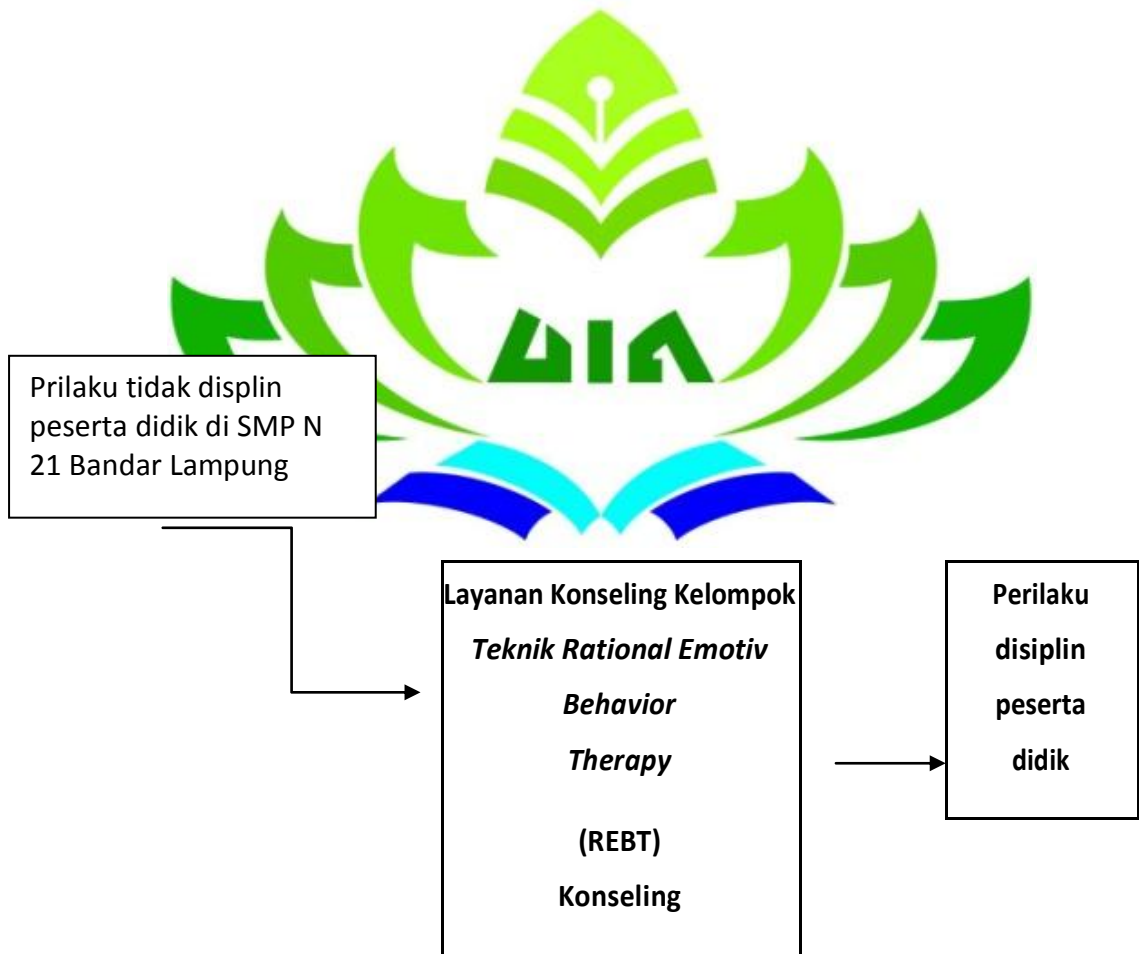 UIN
Prilaku tidak displin
peserta didik di SMP N
21 Bandar Lampung
Layanan Konseling Kelompok
Teknik Rational Emotiv
Behavior
Therapy
(REBT)
Konseling
Perilaku
disiplin
peserta
didik